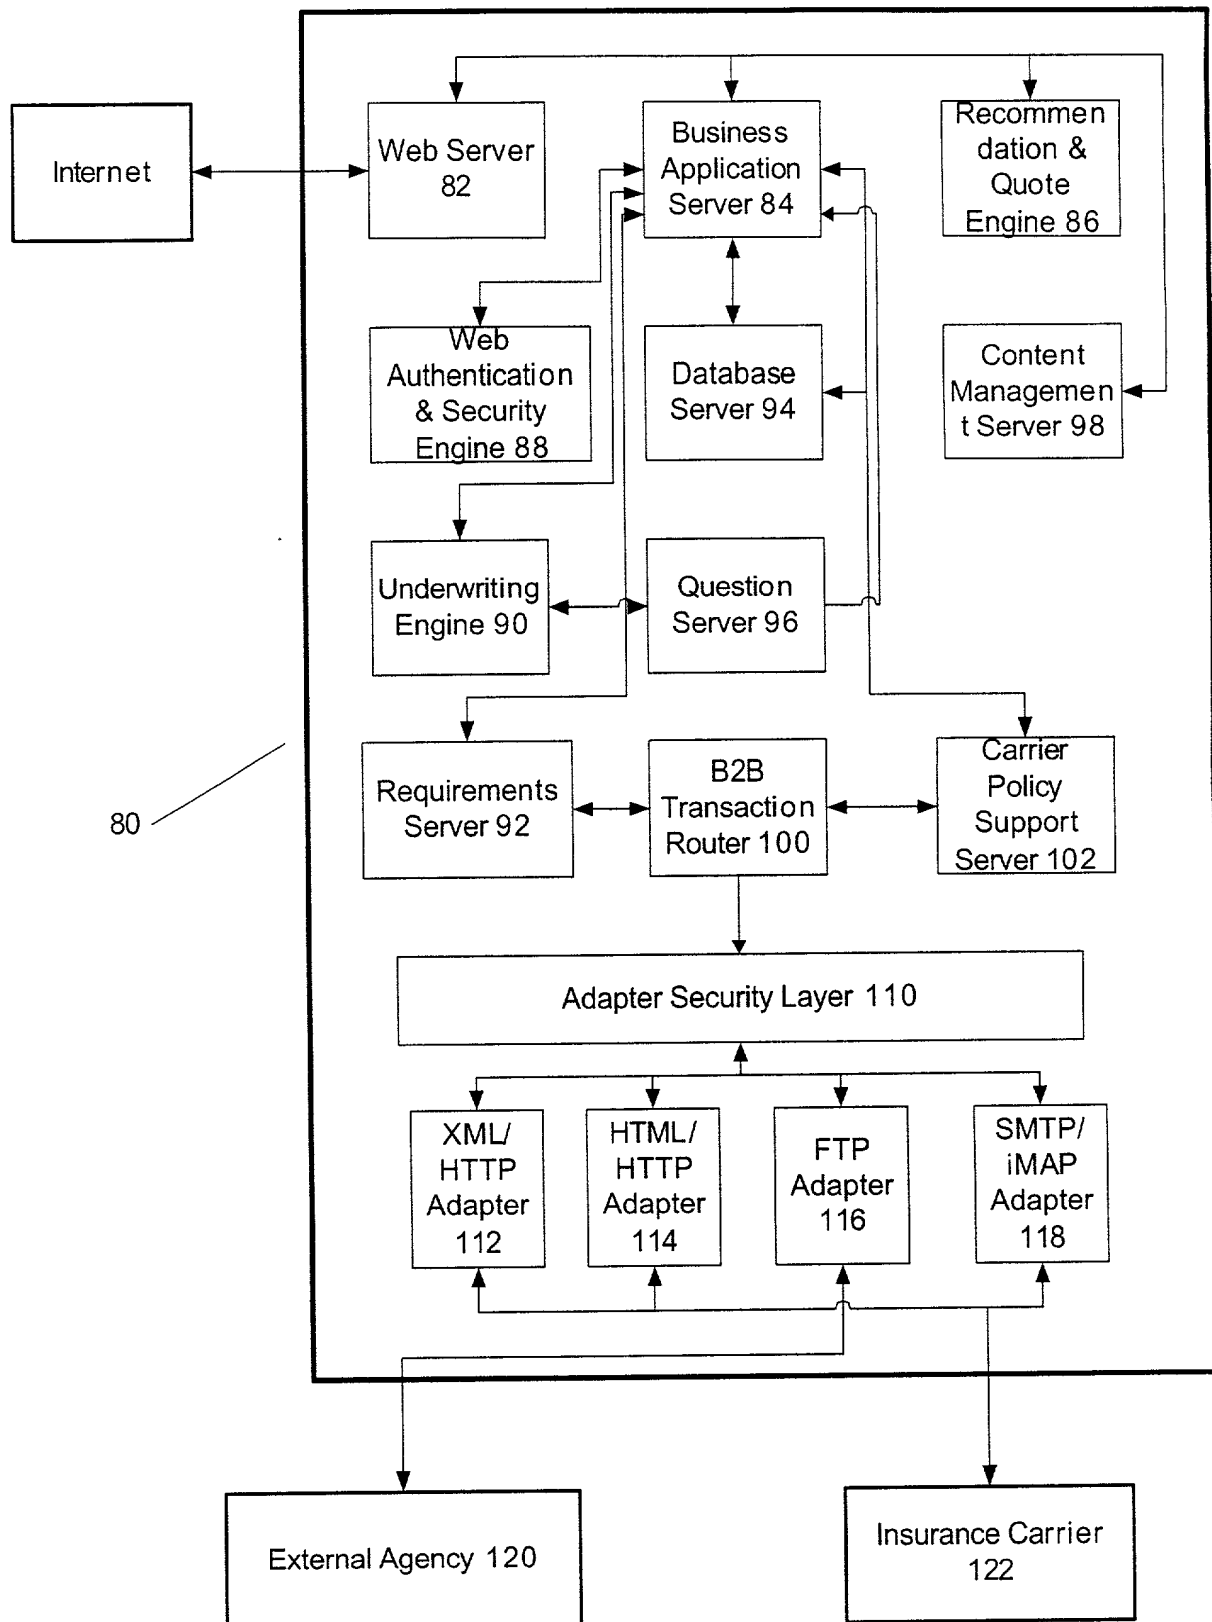 Internet
Web Server
82
Business
Application
Server 84
Recommen
dation &
Quote
Engine 86
Web
Authentication
& Security
Engine 88
Database
Server 94
Content
Managemen
t Server 98
Underwriting
Engine 90
Question
Server 96
Requirements
Server 92
B2B
Transaction
Router 100
Carrier
Policy
Support
Server 102
80
Adapter Security Layer 110
XML/
HTTP
Adapter
112
HTML/
HTTP
Adapter
114
FTP
Adapter
116
SMTP/
iMAP
Adapter
118
External Agency 120
Insurance Carrier
122